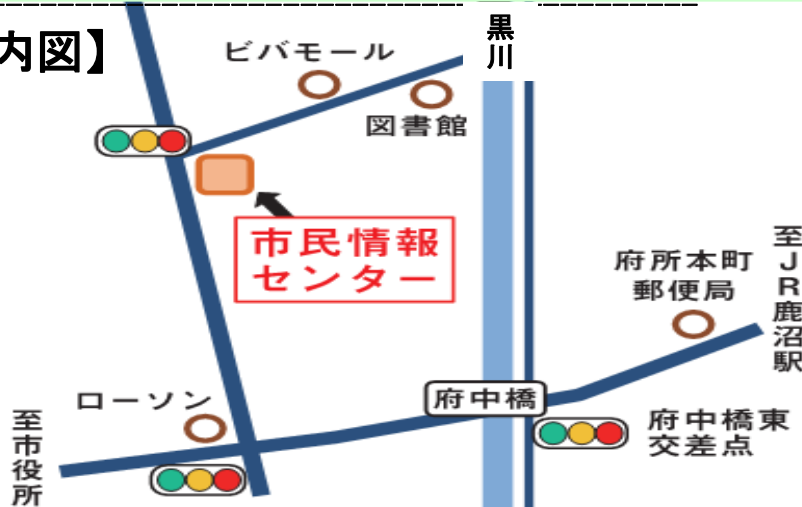 内図】
黒川
ビバモール
図書館
市民情報
センター
府所本町
郵便局
至JR鹿沼駅
ローソン
府中橋
府中橋東
交差点
至市役所